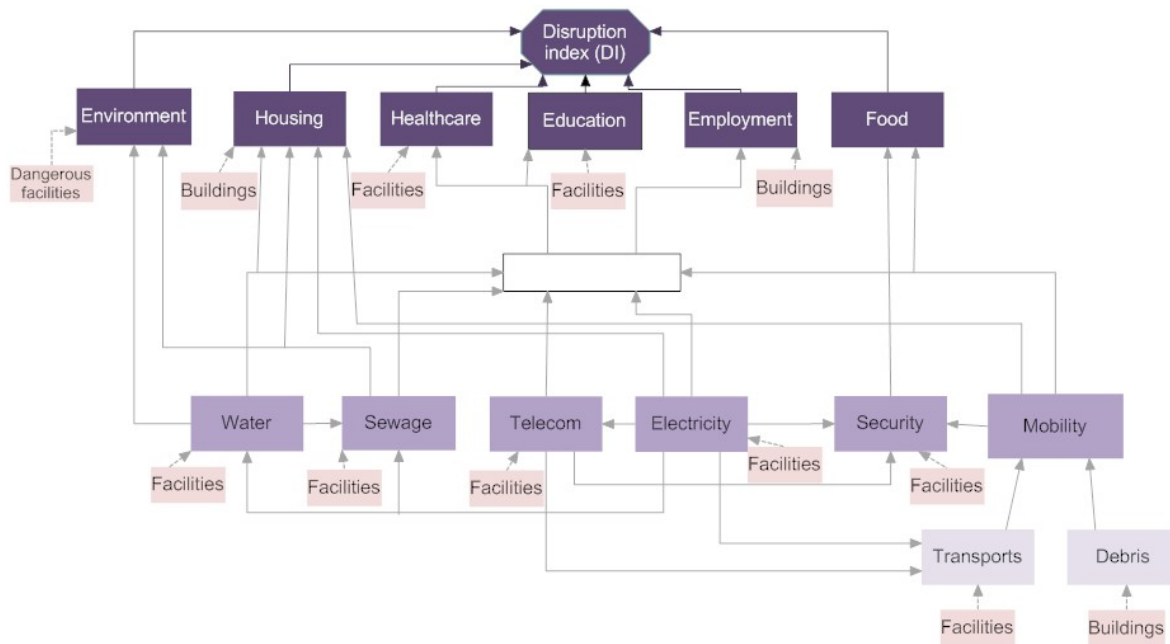 Disruption
index (DI)
Environment
Housing
Healthcare
Education
Employment
Food
Dangerous
facilities
Buildings
Facilities
Facilities
Buildings
Water
Sewage
Telecom
Electricity
Security
Mobility
Facilities
Facilities
Facilities
Facilities
Facilities
Transports
Debris
Facilities
Buildings